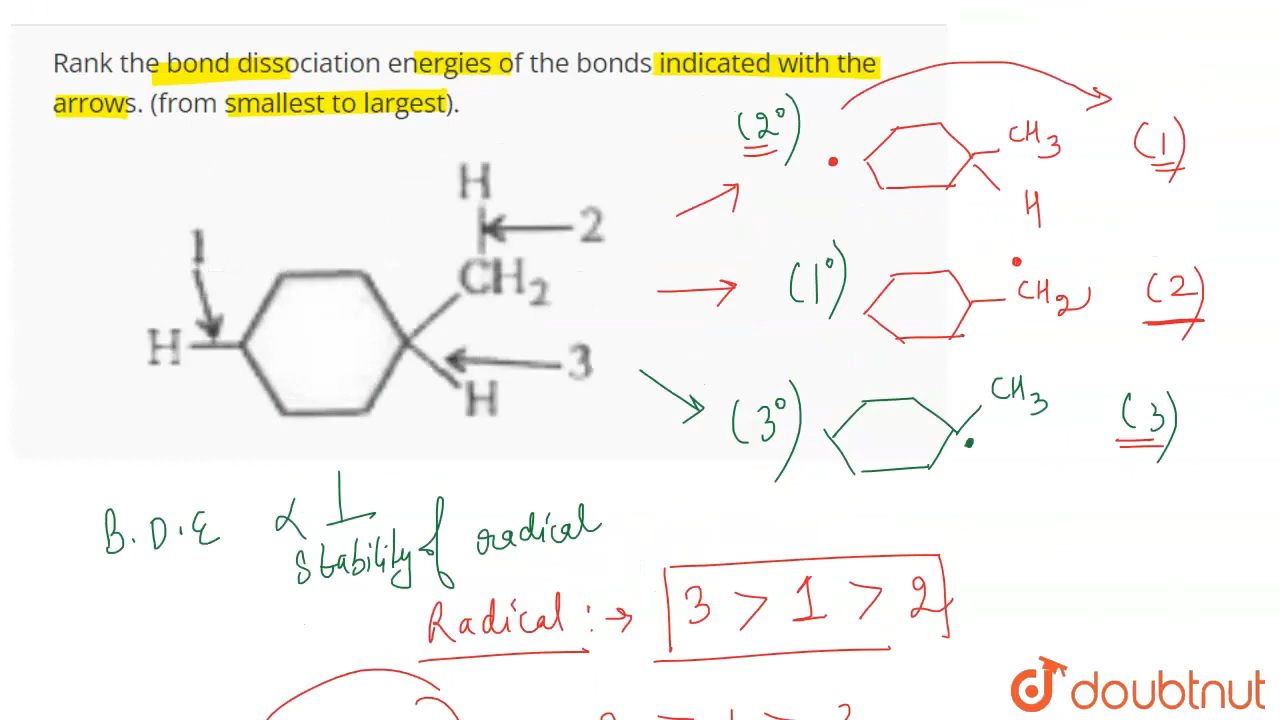 Rank the bond dissociation energies of the bonds indicated with the
arrows. (from smallest to largest).
H
2
1
CH2
H
3
H
(2°)
CH3
(1)
H
(1°)
CH2
(2)
(3°)
CH3
(3)
B.D.E ∝ 1
stability of radical
Radical :→ 3 > 1 > 2
doubtnut